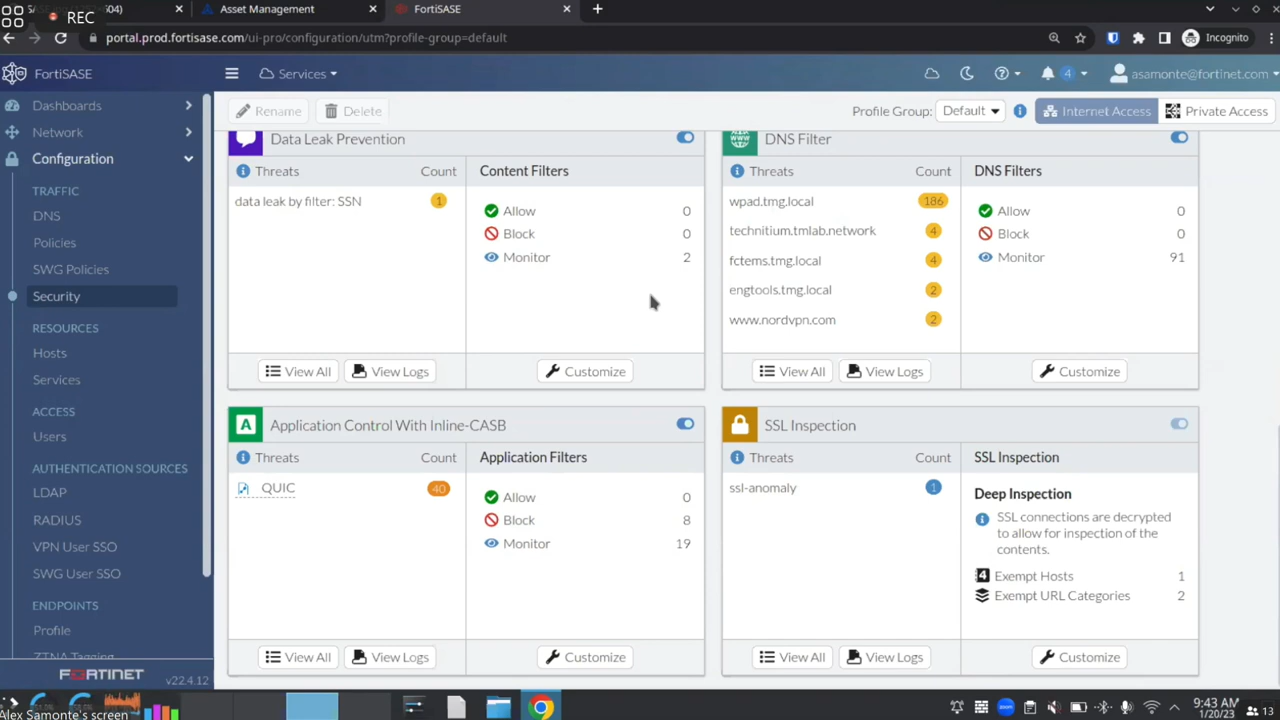 REC
604)
Asset Management
FortiSASE
portal.prod.fortisase.com/ui-pro/configuration/utm?profile-group=default
Incognito
FortiSASE
Services
4
asamonte@fortinet.com
Dashboards
Network
Configuration
TRAFFIC
DNS
Policies
SWG Policies
Security
RESOURCES
Hosts
Services
ACCESS
Users
AUTHENTICATION SOURCES
LDAP
RADIUS
VPN User SSO
SWG User SSO
ENDPOINTS
Profile
ZTNA Tagging
FORTINET
v22.4.12
Rename Delete
Profile Group: Default Internet Access Private Access
Data Leak Prevention
Threats Count Content Filters
data leak by filter: SSN 1
Allow 0
Block 0
Monitor 2
View All View Logs Customize
DNS Filter
Threats Count DNS Filters
wpad.tmg.local 186
technitium.tmlab.network 4
fctems.tmg.local 4
engtools.tmg.local 2
www.nordvpn.com 2
Allow 0
Block 0
Monitor 91
View All View Logs Customize
Application Control With Inline-CASB
Threats Count Application Filters
QUIC 40
Allow 0
Block 8
Monitor 19
View All View Logs Customize
SSL Inspection
Threats Count SSL Inspection
ssl-anomaly 1
Deep Inspection
SSL connections are decrypted
to allow for inspection of the
contents.
Exempt Hosts 1
Exempt URL Categories 2
View All View Logs Customize
Alex Samonte's screen
9:43 AM
1/20/23
13